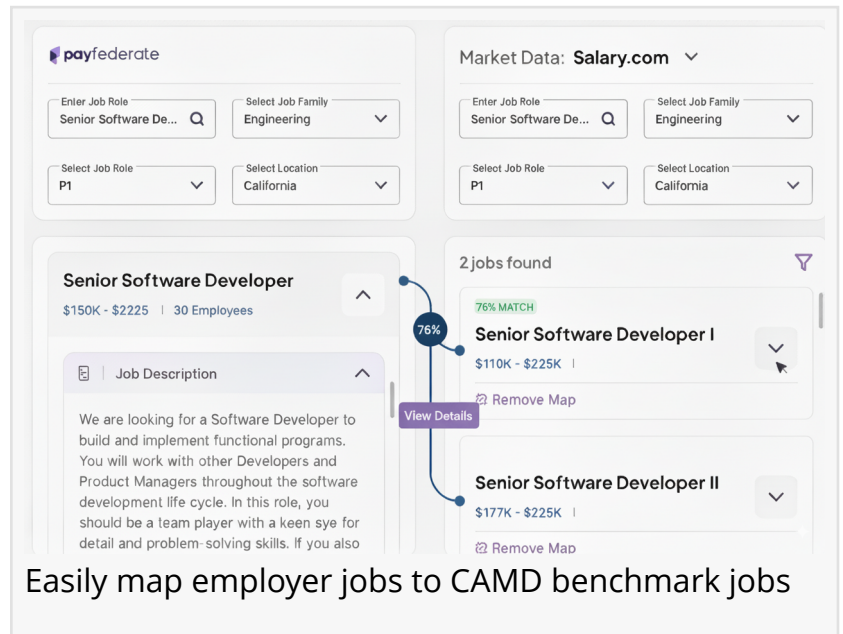 payfederate
Enter Job Role
Senior Software De...
Select Job Family
Engineering
Select Job Role
P1
Select Location
California
Market Data: Salary.com
Enter Job Role
Senior Software De...
Select Job Family
Engineering
Select Job Role
P1
Select Location
California
Senior Software Developer
$150K - $2225 | 30 Employees
Job Description
We are looking for a Software Developer to
build and implement functional programs.
You will work with other Developers and
Product Managers throughout the software
development life cycle. In this role, you
should be a team player with a keen sye for
detail and problem-solving skills. If you also
76%
View Details
2 jobs found
76% MATCH
Senior Software Developer I
$110K - $225K |
Remove Map
Senior Software Developer II
$177K - $225K |
Remove Map
Easily map employer jobs to CAMD benchmark jobs